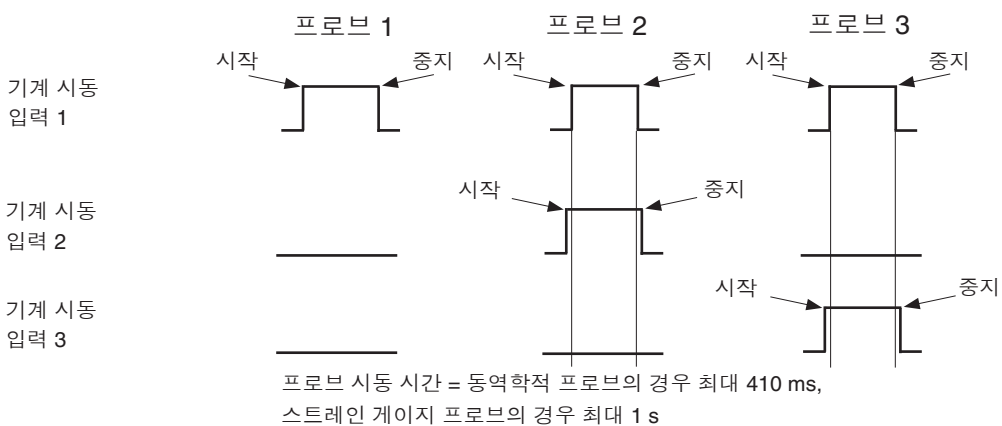 프로브 1
프로브 2
프로브 3
시작
중지
시작
중지
시작
중지
기계 시동
입력 1
시작
중지
기계 시동
입력 2
시작
중지
기계 시동
입력 3
프로브 시동 시간 = 동역학적 프로브의 경우 최대 410 ms,
스트레인 게이지 프로브의 경우 최대 1 s